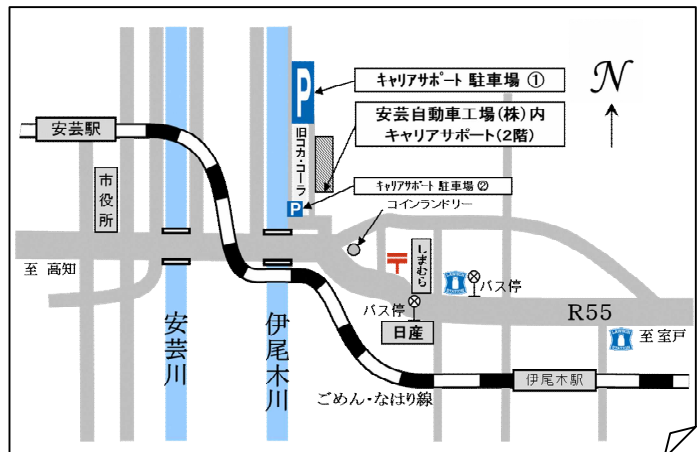 キャリアサポート 駐車場 ①
N
P
安芸自動車工場(株)内
キャリアサポート(2階)
安芸駅
旧コカ・コーラ
市役所
キャリアサポート 駐車場 ②
P
コインランドリー
至 高知
しまむら
バス停
バス停
R55
日産
至 室戸
安芸川
伊尾木川
伊尾木駅
ごめん・なはり線